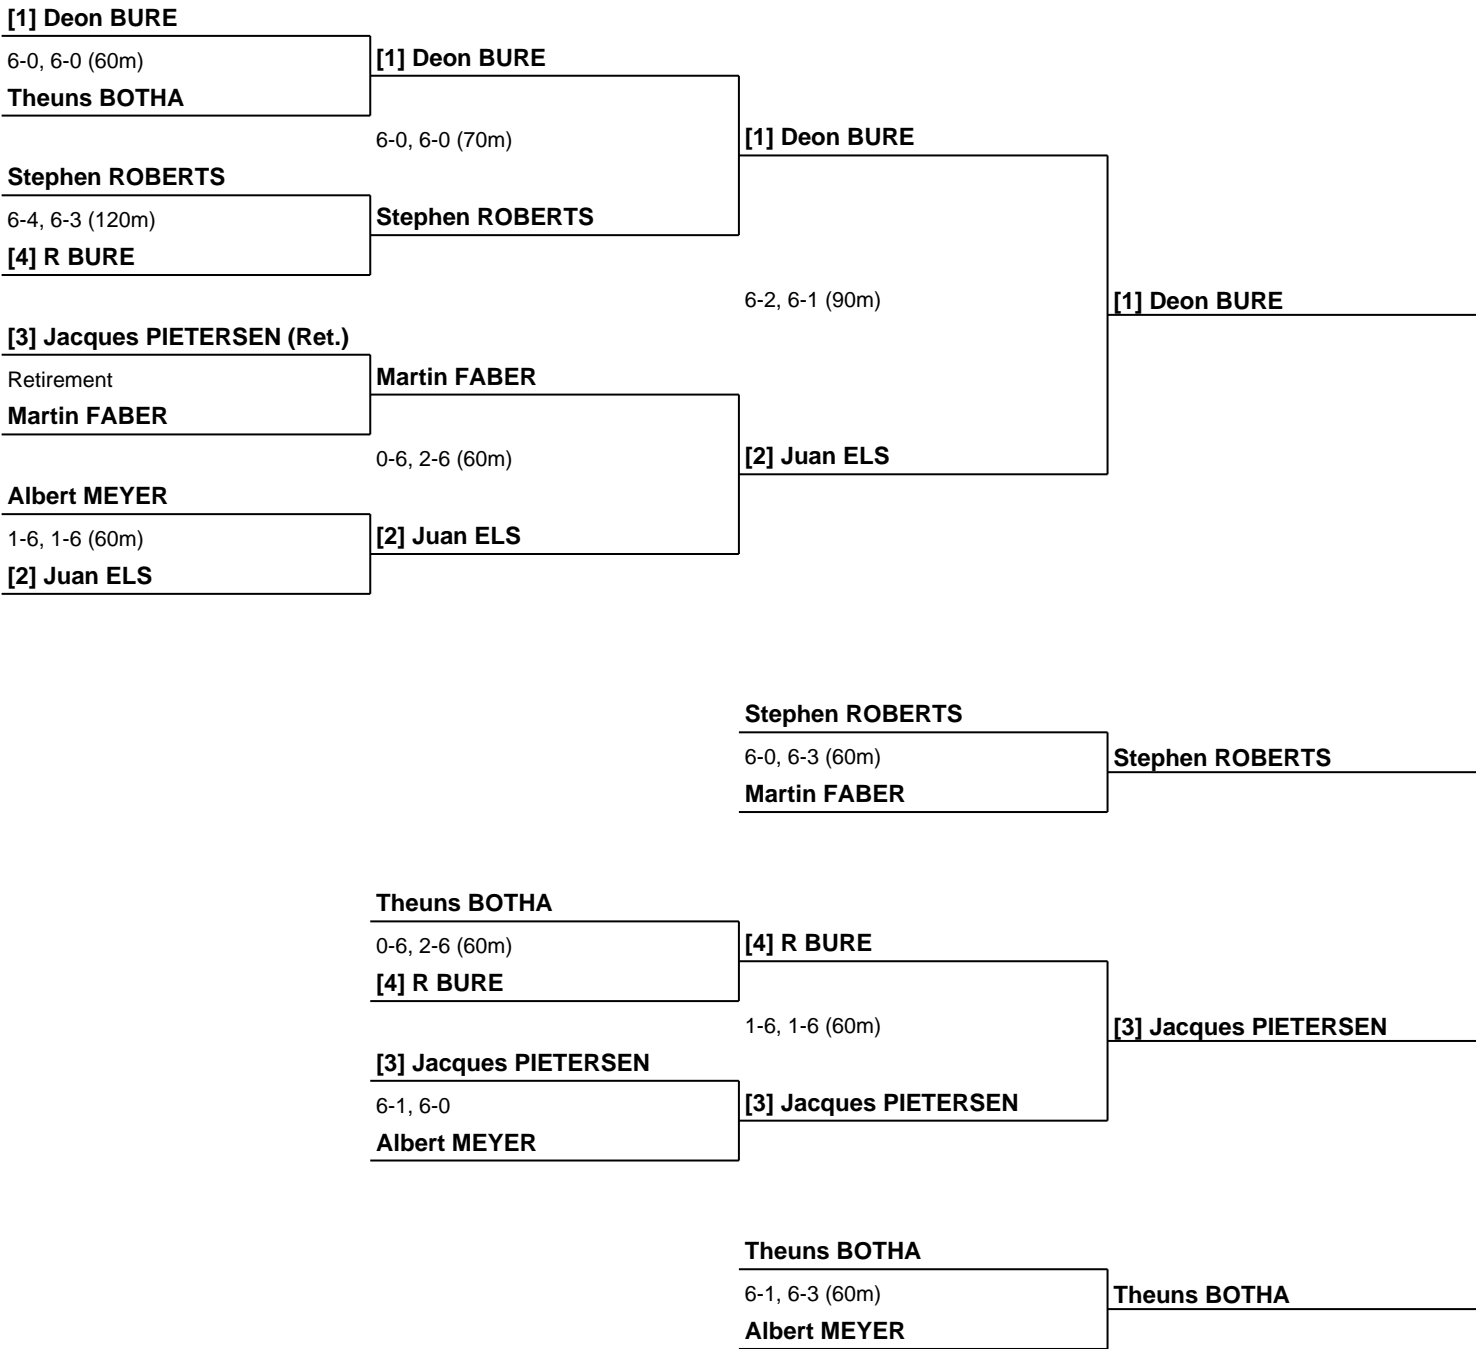 [1] Deon BURE
6-0, 6-0 (60m)
Theuns BOTHA
[1] Deon BURE
6-0, 6-0 (70m)
[1] Deon BURE
Stephen ROBERTS
6-4, 6-3 (120m)
[4] R BURE
Stephen ROBERTS
6-2, 6-1 (90m)
[1] Deon BURE
[3] Jacques PIETERSEN (Ret.)
Retirement
Martin FABER
Martin FABER
0-6, 2-6 (60m)
[2] Juan ELS
Albert MEYER
1-6, 1-6 (60m)
[2] Juan ELS
[2] Juan ELS
Stephen ROBERTS
6-0, 6-3 (60m)
Martin FABER
Stephen ROBERTS
Theuns BOTHA
0-6, 2-6 (60m)
[4] R BURE
[4] R BURE
1-6, 1-6 (60m)
[3] Jacques PIETERSEN
[3] Jacques PIETERSEN
6-1, 6-0
Albert MEYER
[3] Jacques PIETERSEN
Theuns BOTHA
6-1, 6-3 (60m)
Albert MEYER
Theuns BOTHA